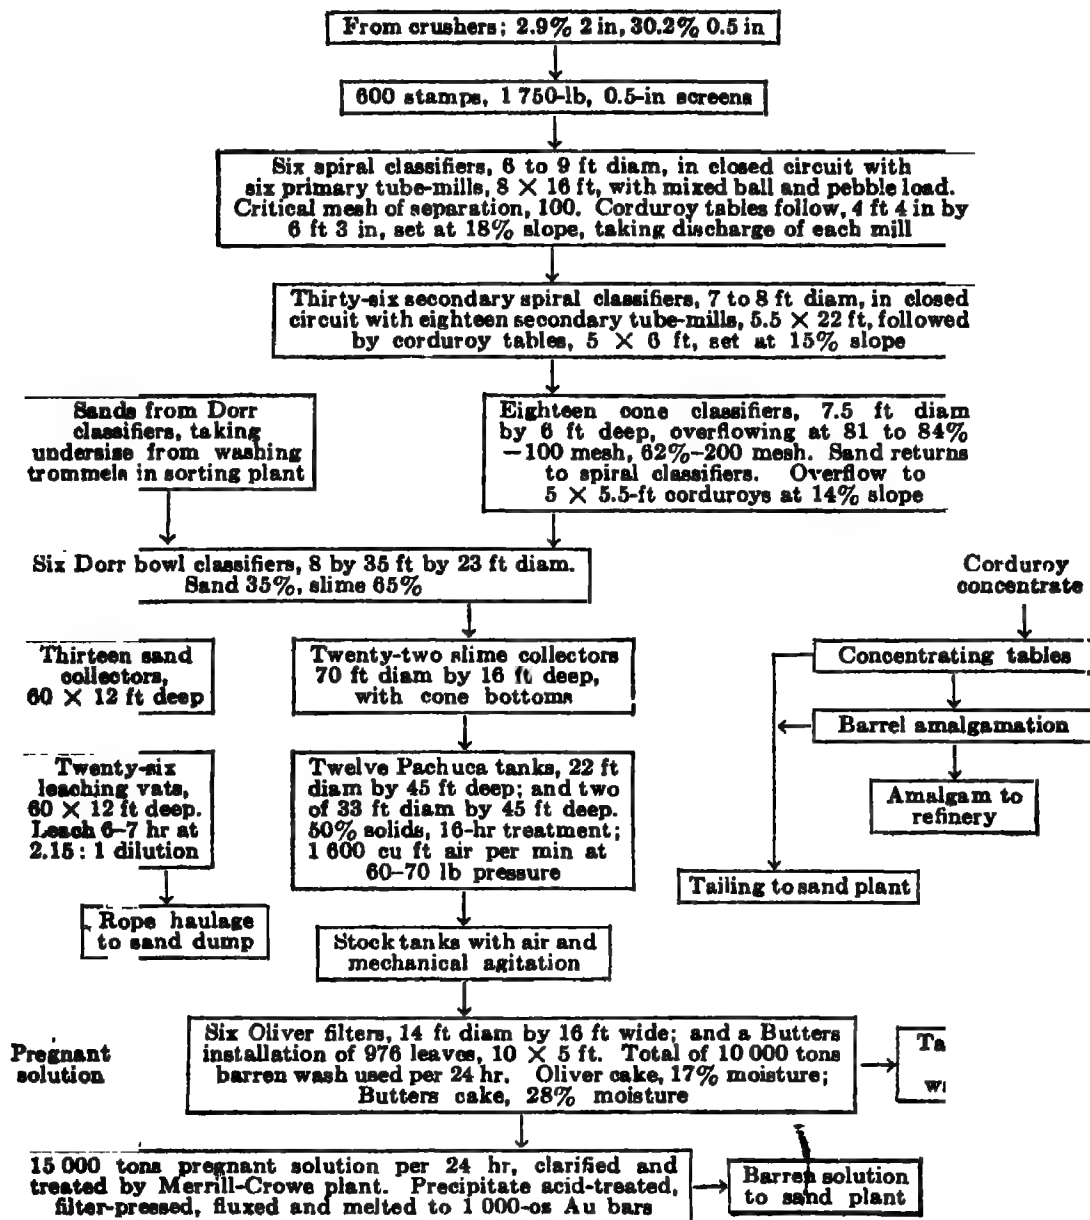 From crushers; 2.9% 2 in, 30.2% 0.5 in
600 stamps, 1 750-lb, 0.5-in screens
Six spiral classifiers, 6 to 9 ft diam, in closed circuit with
six primary tube-mills, 8 × 16 ft, with mixed ball and pebble load.
Critical mesh of separation, 100. Corduroy tables follow, 4 ft 4 in by
6 ft 3 in, set at 18% slope, taking discharge of each mill
Thirty-six secondary spiral classifiers, 7 to 8 ft diam, in closed
circuit with eighteen secondary tube-mills, 5.5 × 22 ft, followed
by corduroy tables, 5 × 6 ft, set at 15% slope
Sands from Dorr
classifiers, taking
undersize from washing
trommels in sorting plant
Eighteen cone classifiers, 7.5 ft diam
by 6 ft deep, overflowing at 81 to 84%
−100 mesh, 62%-200 mesh. Sand returns
to spiral classifiers. Overflow to
5 × 5.5-ft corduroys at 14% slope
Six Dorr bowl classifiers, 8 by 35 ft by 23 ft diam.
Sand 35%, slime 65%
Corduroy
concentrate
Thirteen sand
collectors,
60 × 12 ft deep
Twenty-two slime collectors
70 ft diam by 16 ft deep,
with cone bottoms
Concentrating tables
Barrel amalgamation
Amalgam to
refinery
Tailing to sand plant
Twenty-six
leaching vats,
60 × 12 ft deep.
Leach 6-7 hr at
2.15 : 1 dilution
Twelve Pachuca tanks, 22 ft
diam by 45 ft deep; and two
of 33 ft diam by 45 ft deep.
50% solids, 16-hr treatment;
1 600 cu ft air per min at
60-70 lb pressure
Rope haulage
to sand dump
Stock tanks with air and
mechanical agitation
Pregnant
solution
Six Oliver filters, 14 ft diam by 16 ft wide; and a Butters
installation of 976 leaves, 10 × 5 ft. Total of 10 000 tons
barren wash used per 24 hr. Oliver cake, 17% moisture;
Butters cake, 28% moisture
15 000 tons pregnant solution per 24 hr, clarified and
treated by Merrill-Crowe plant. Precipitate acid-treated,
filter-pressed, fluxed and melted to 1 000-oz Au bars
Barren solution
to sand plant